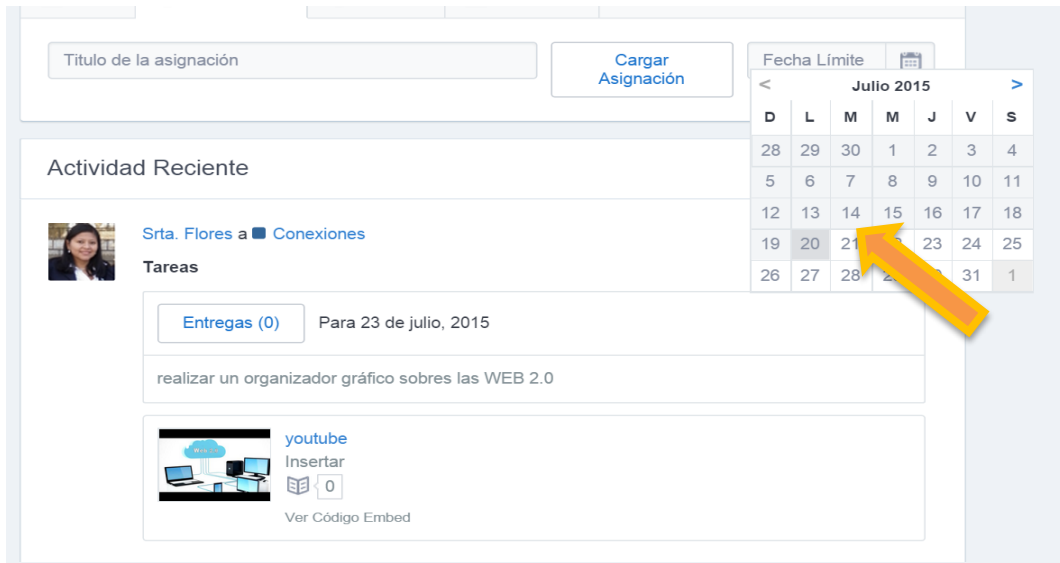 Titulo de la asignación
Cargar
Asignación
Fecha Límite
< Julio 2015 >
D L M M J V S
28 29 30 1 2 3 4
5 6 7 8 9 10 11
12 13 14 15 16 17 18
19 20 21 23 24 25
26 27 28 31 1
Actividad Reciente
Srta. Flores a Conexiones
Tareas
Entregas (0) Para 23 de julio, 2015
realizar un organizador gráfico sobres las WEB 2.0
Web 2.0
youtube
Insertar
0
Ver Código Embed